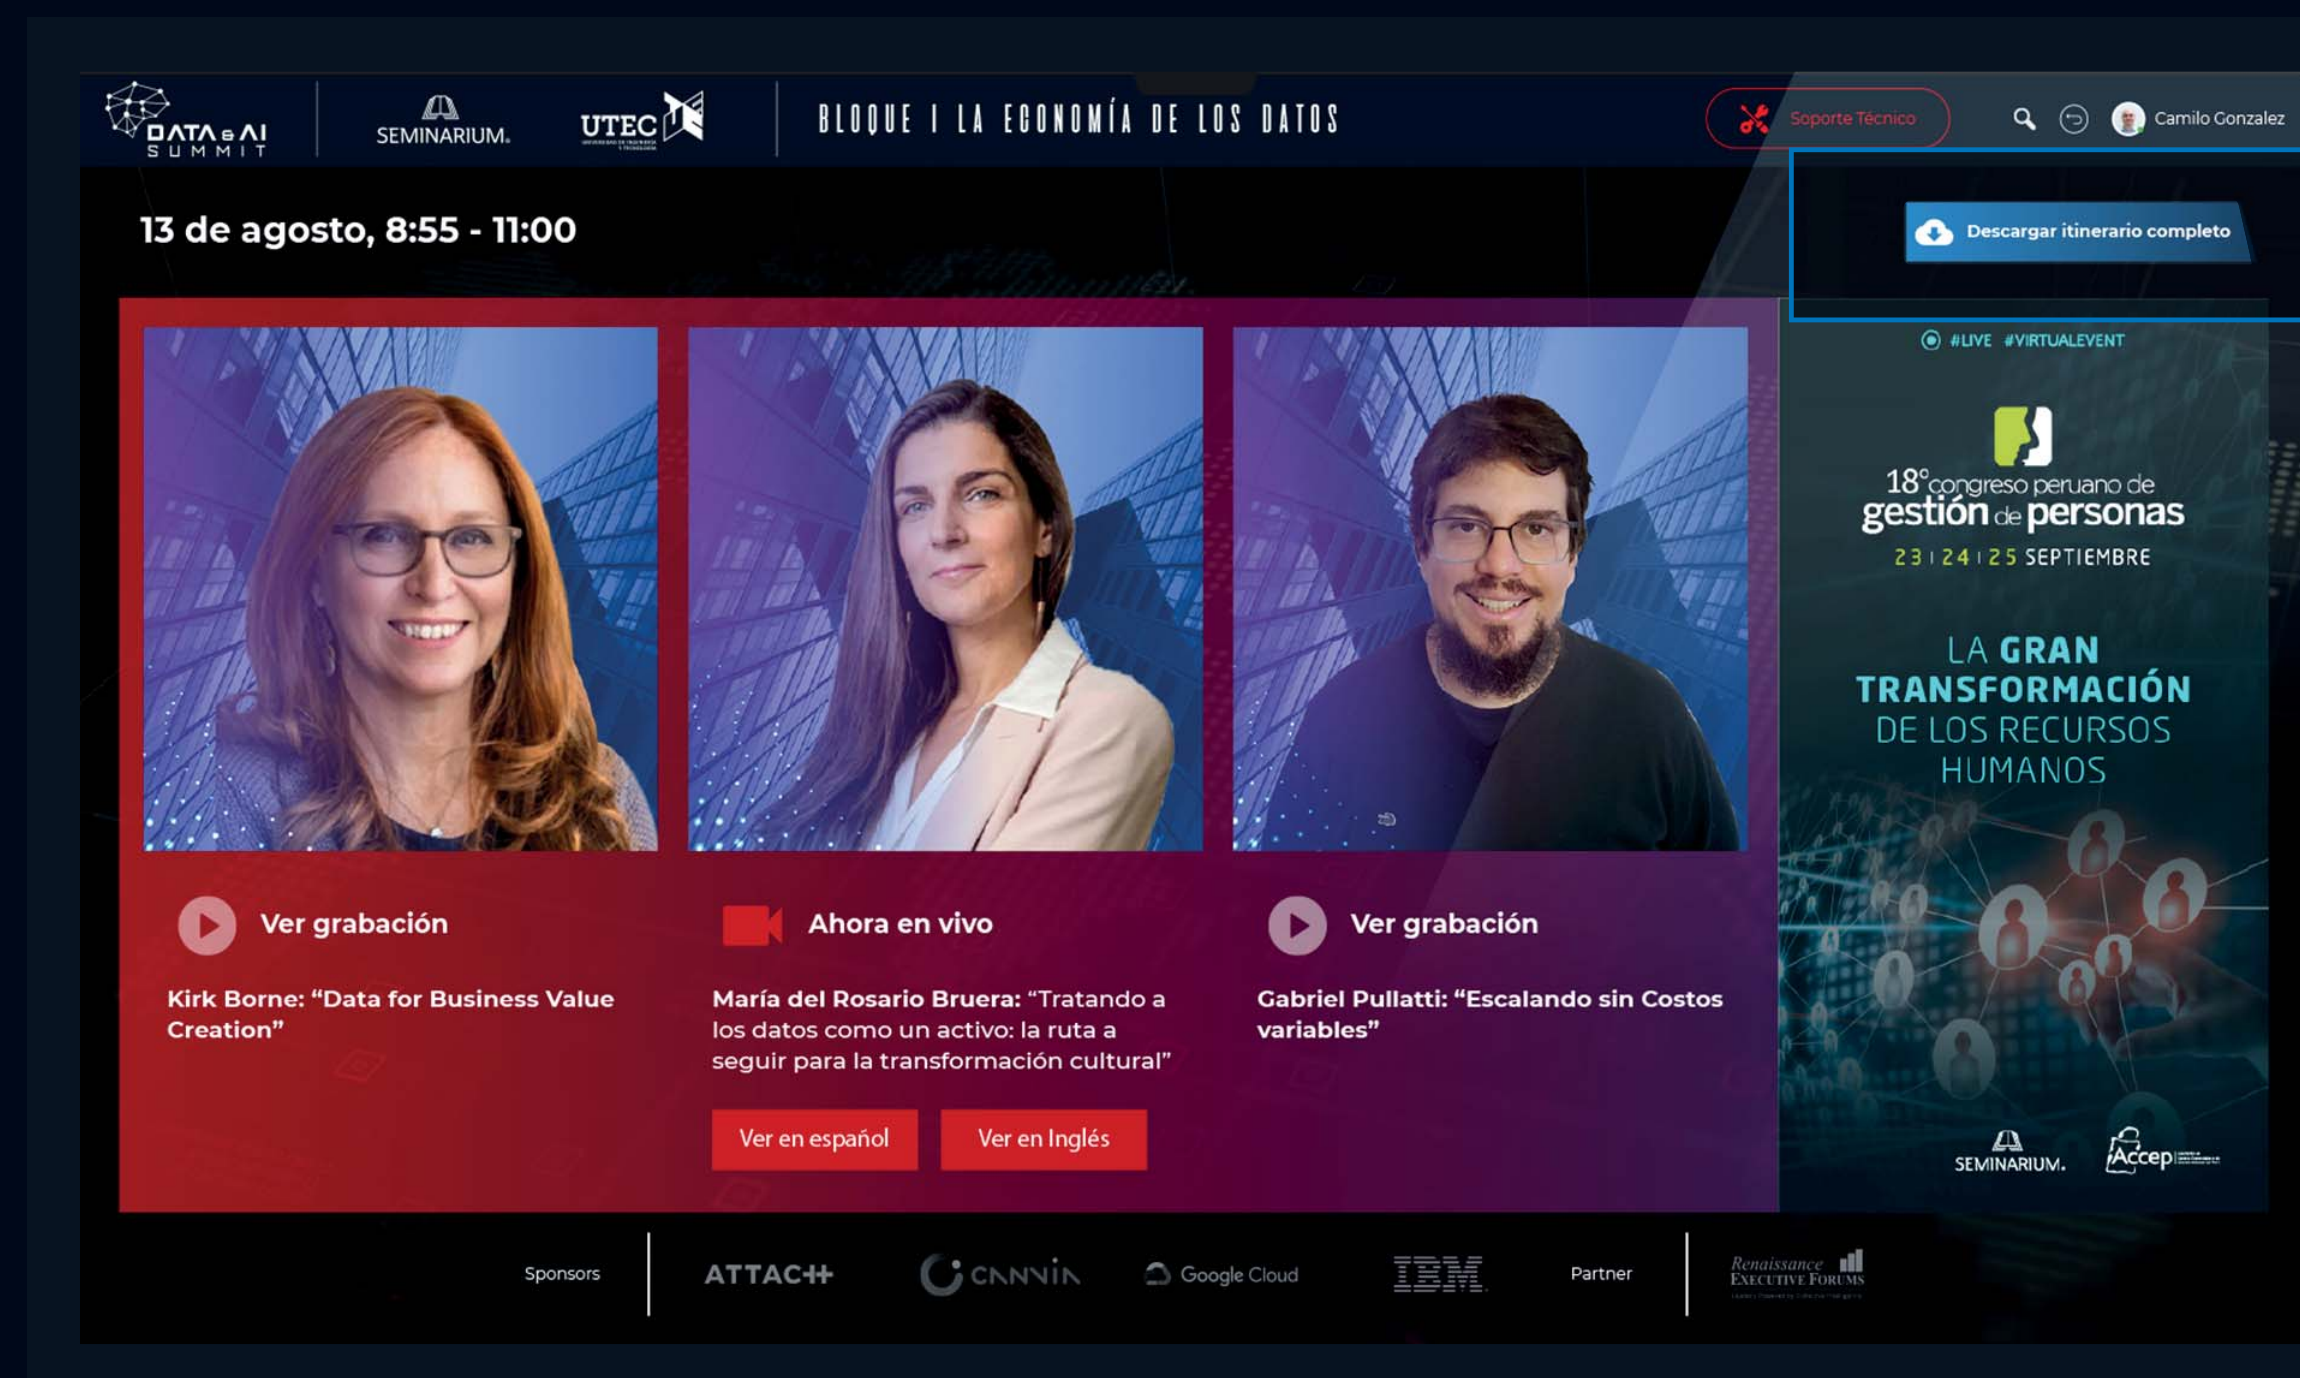 DATA & AI
SUMMIT
SEMINARIUM.
UTEC
BLOQUE I LA ECONOMÍA DE LOS DATOS
Soporte Técnico
Camilo Gonzalez
13 de agosto, 8:55 - 11:00
Descargar itinerario completo
#LIVE #VIRTUALEVENT
18° congreso peruano de
gestión de personas
23 | 24 | 25 SEPTIEMBRE
LA GRAN
TRANSFORMACIÓN
DE LOS RECURSOS
HUMANOS
Ver grabación
Kirk Borne: “Data for Business Value
Creation”
Ahora en vivo
María del Rosario Bruera: “Tratando a
los datos como un activo: la ruta a
seguir para la transformación cultural”
Ver en español
Ver en Inglés
Ver grabación
Gabriel Pullatti: “Escalando sin Costos
variables”
SEMINARIUM.
Accep
Sponsors
ATTACH
CANVIA
Google Cloud
IBM
Partner
Renaissance
EXECUTIVE FORUMS